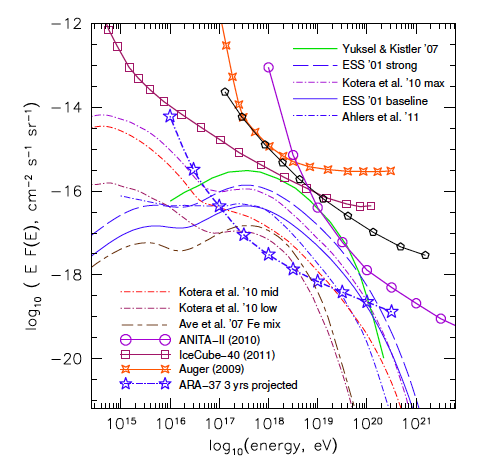 −12
−14
−16
−18
−20
log₁₀ ( E F(E), cm⁻² s⁻¹ sr⁻¹)
Yuksel & Kistler '07
ESS '01 strong
Kotera et al. '10 max
ESS '01 baseline
Ahlers et al. '11
Kotera et al. '10 mid
Kotera et al. '10 low
Ave et al. '07 Fe mix
ANITA−II (2010)
IceCube−40 (2011)
Auger (2009)
ARA−37 3 yrs projected
10¹⁵ 10¹⁶ 10¹⁷ 10¹⁸ 10¹⁹ 10²⁰ 10²¹
log₁₀(energy, eV)